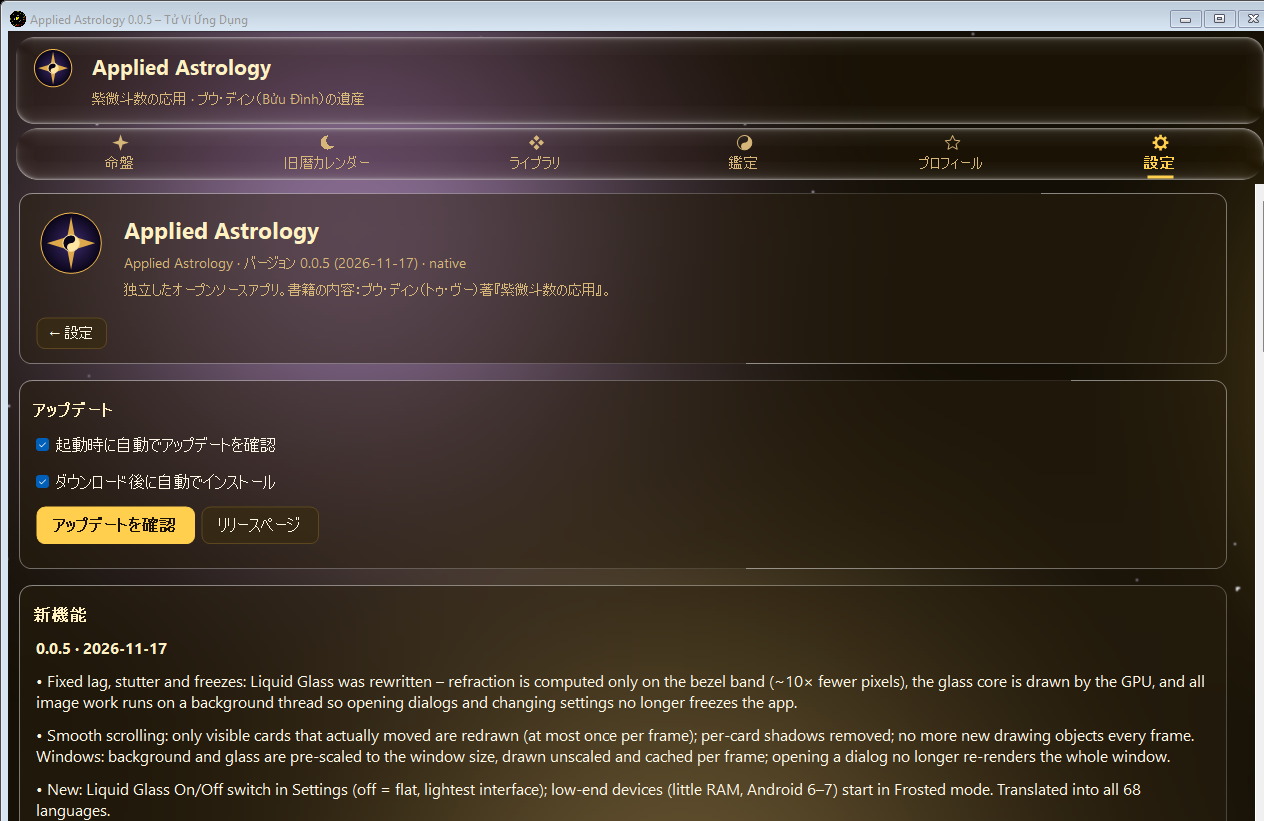 Applied Astrology 0.0.5 – Tử Vi Ứng Dụng
Applied Astrology
紫微斗数の応用 · ブウ・ディン(Bửu Đình)の遺産
命盤
旧暦カレンダー
ライブラリ
鑑定
プロフィール
設定
Applied Astrology
Applied Astrology · バージョン 0.0.5 (2026-11-17) · native
独立したオープンソースアプリ。書籍の内容：ブウ・ディン(トゥ・ヴー)著『紫微斗数の応用』。
← 設定
アップデート
起動時に自動でアップデートを確認
ダウンロード後に自動でインストール
アップデートを確認
リリースページ
新機能
0.0.5 · 2026-11-17
• Fixed lag, stutter and freezes: Liquid Glass was rewritten – refraction is computed only on the bezel band (~10× fewer pixels), the glass core is drawn by the GPU, and all
image work runs on a background thread so opening dialogs and changing settings no longer freezes the app.
• Smooth scrolling: only visible cards that actually moved are redrawn (at most once per frame); per-card shadows removed; no more new drawing objects every frame.
Windows: background and glass are pre-scaled to the window size, drawn unscaled and cached per frame; opening a dialog no longer re-renders the whole window.
• New: Liquid Glass On/Off switch in Settings (off = flat, lightest interface); low-end devices (little RAM, Android 6–7) start in Frosted mode. Translated into all 68
languages.